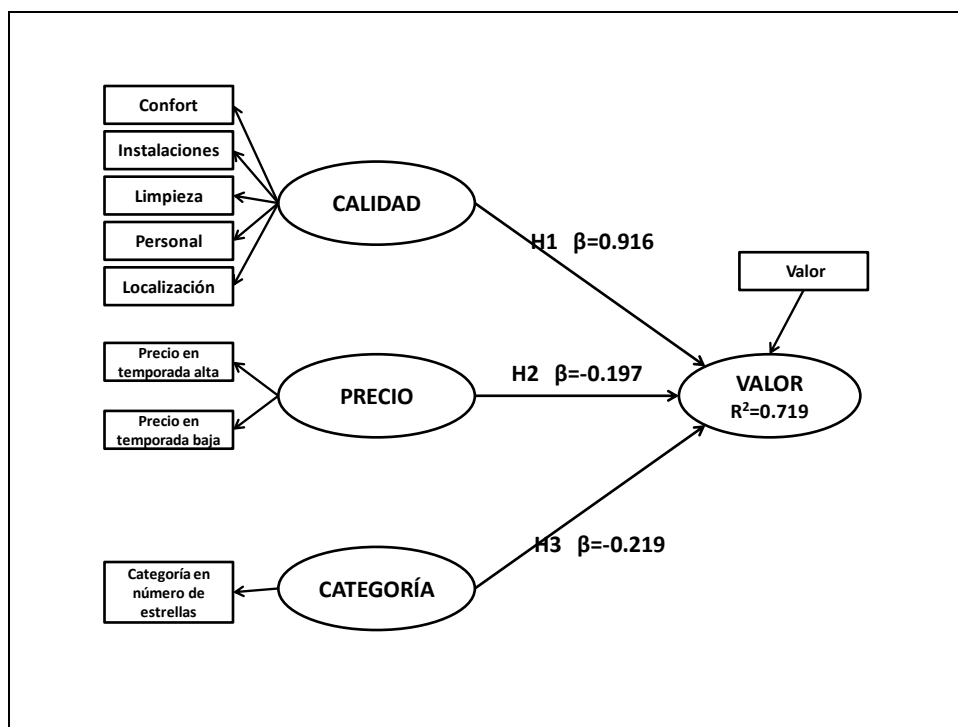 Confort
Instalaciones
Limpieza
Personal
Localización
CALIDAD
H1 β=0.916
Valor
Precio en
temporada alta
Precio en
temporada baja
PRECIO
H2 β=-0.197
VALOR
R²=0.719
H3 β=-0.219
Categoría en
número de
estrellas
CATEGORÍA